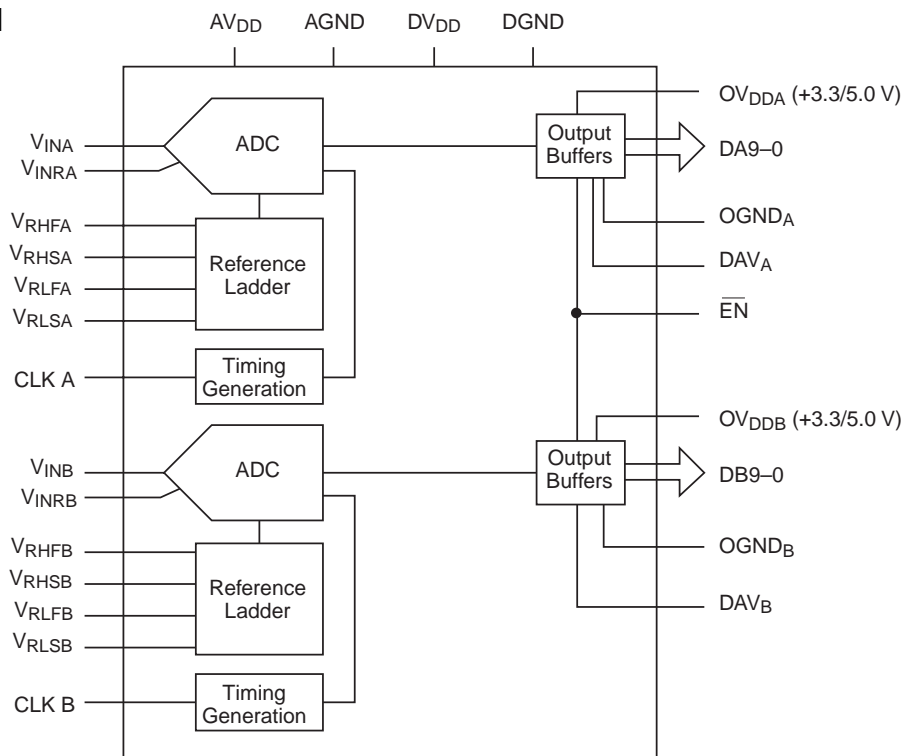 AVDD AGND DVDD DGND
OVDDA (+3.3/5.0 V)
VINA
VINRA
ADC
Output
Buffers
DA9–0
VRHFA
VRHSA
VRLFA
VRLSA
Reference
Ladder
OGNDA
DAVA
EN
CLK A
Timing
Generation
OVDDB (+3.3/5.0 V)
VINB
VINRB
ADC
Output
Buffers
DB9–0
VRHFB
VRHSB
VRLFB
VRLSB
Reference
Ladder
OGNDB
DAVB
CLK B
Timing
Generation